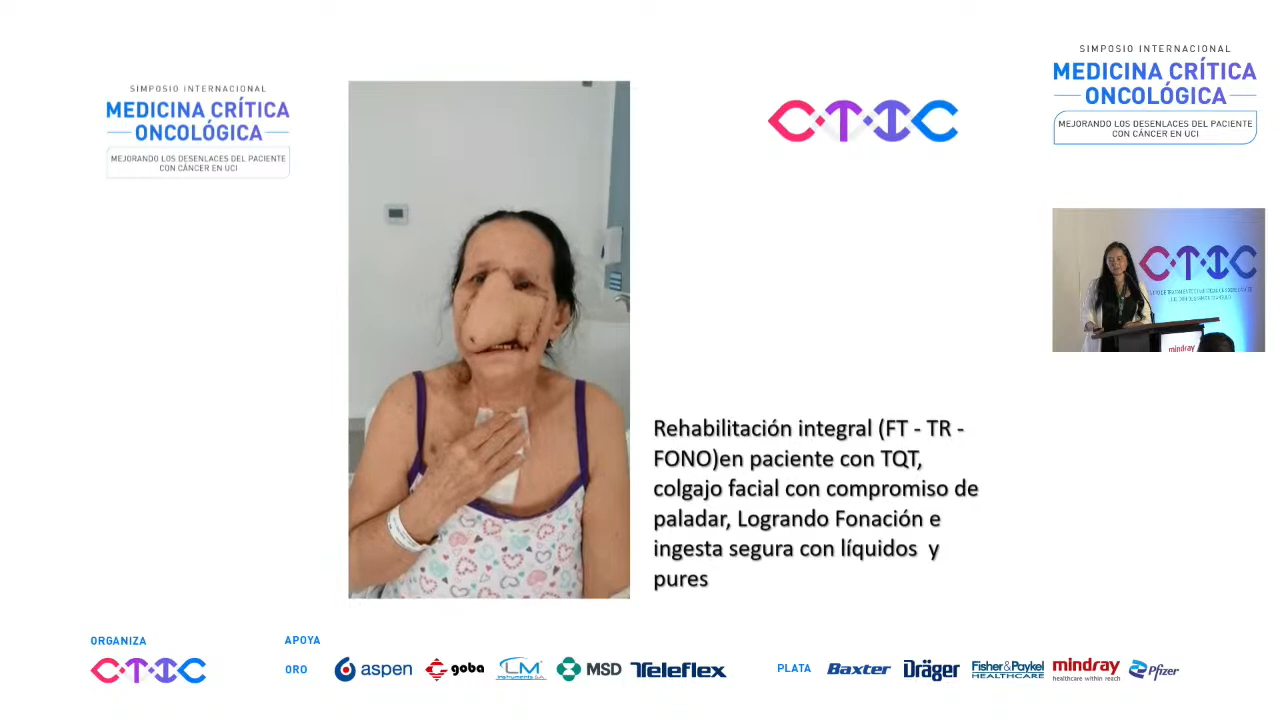 SIMPOSIO INTERNACIONAL
MEDICINA CRÍTICA
ONCOLÓGICA
MEJORANDO LOS DESENLACES DEL PACIENTE
CON CÁNCER EN UCI
CTIC
SIMPOSIO INTERNACIONAL
MEDICINA CRÍTICA
ONCOLÓGICA
MEJORANDO LOS DESENLACES DEL PACIENTE
CON CÁNCER EN UCI
CTIC
mindray
Rehabilitación integral (FT - TR -
FONO)en paciente con TQT,
colgajo facial con compromiso de
paladar, Logrando Fonación e
ingesta segura con líquidos y
pures
ORGANIZA
CTIC
APOYA
ORO
aspen
goba
LM
instruments S.A.
MSD
Teleflex
PLATA
Baxter
Dräger
Fisher&Paykel
HEALTHCARE
mindray
healthcare within reach
Pfizer